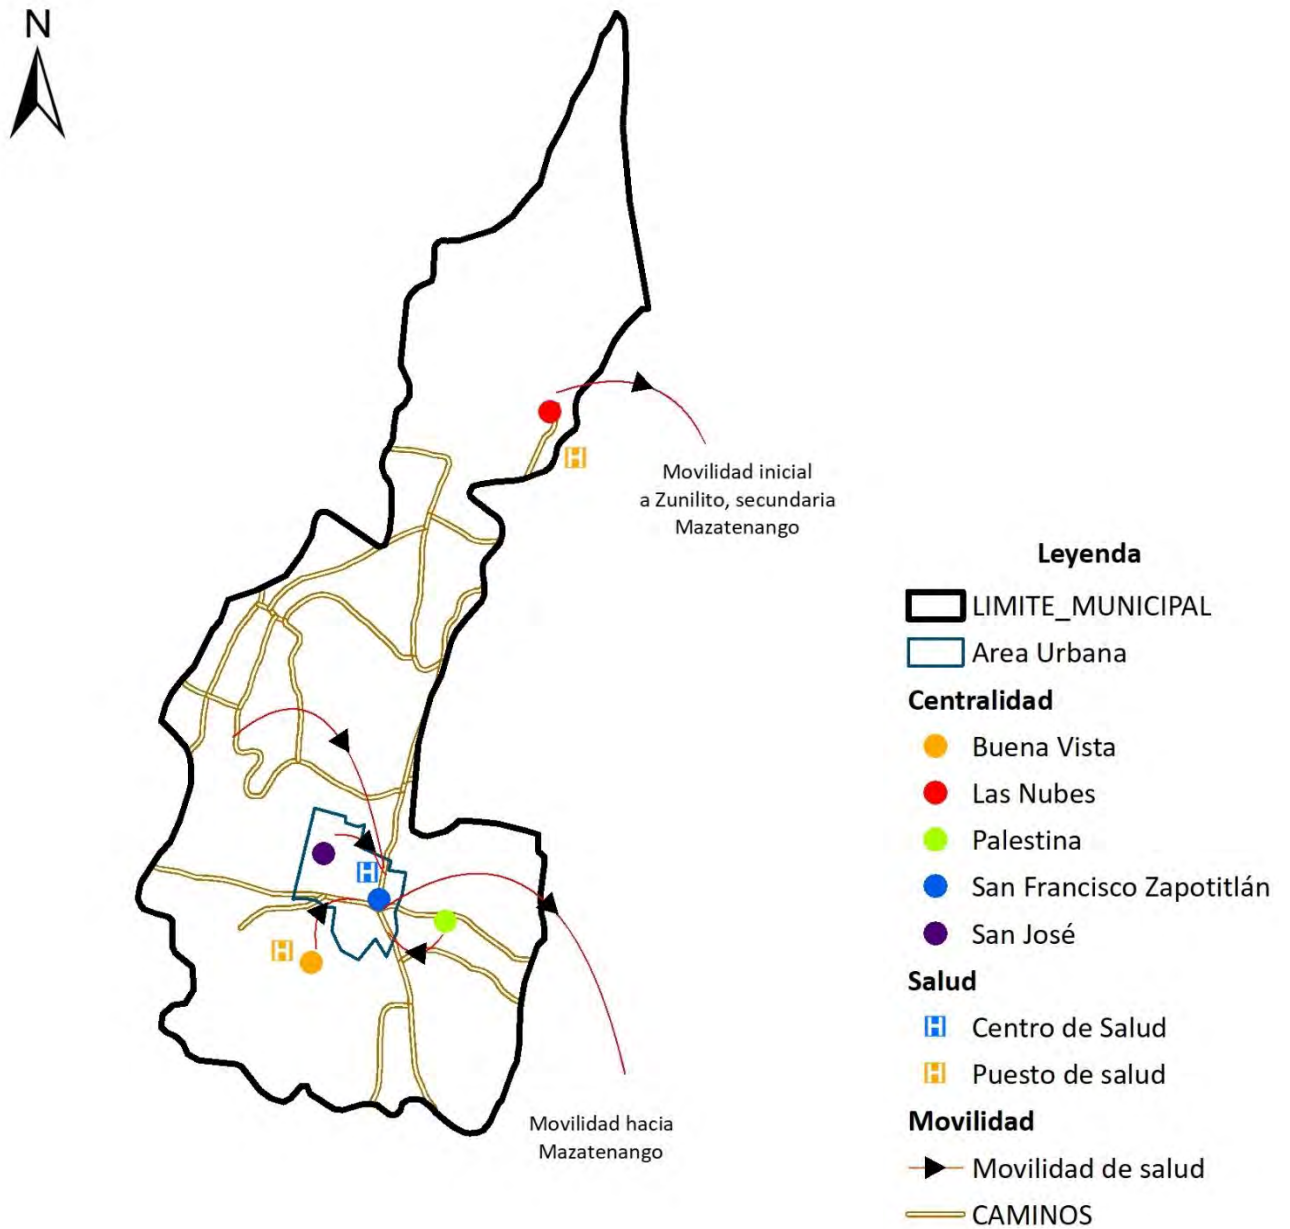 N
Movilidad inicial
a Zunilito, secundaria
Mazatenango
Movilidad hacia
Mazatenango
Leyenda
LIMITE_MUNICIPAL
Area Urbana
Centralidad
Buena Vista
Las Nubes
Palestina
San Francisco Zapotitlán
San José
Salud
H Centro de Salud
H Puesto de salud
Movilidad
Movilidad de salud
CAMINOS
H
H
H